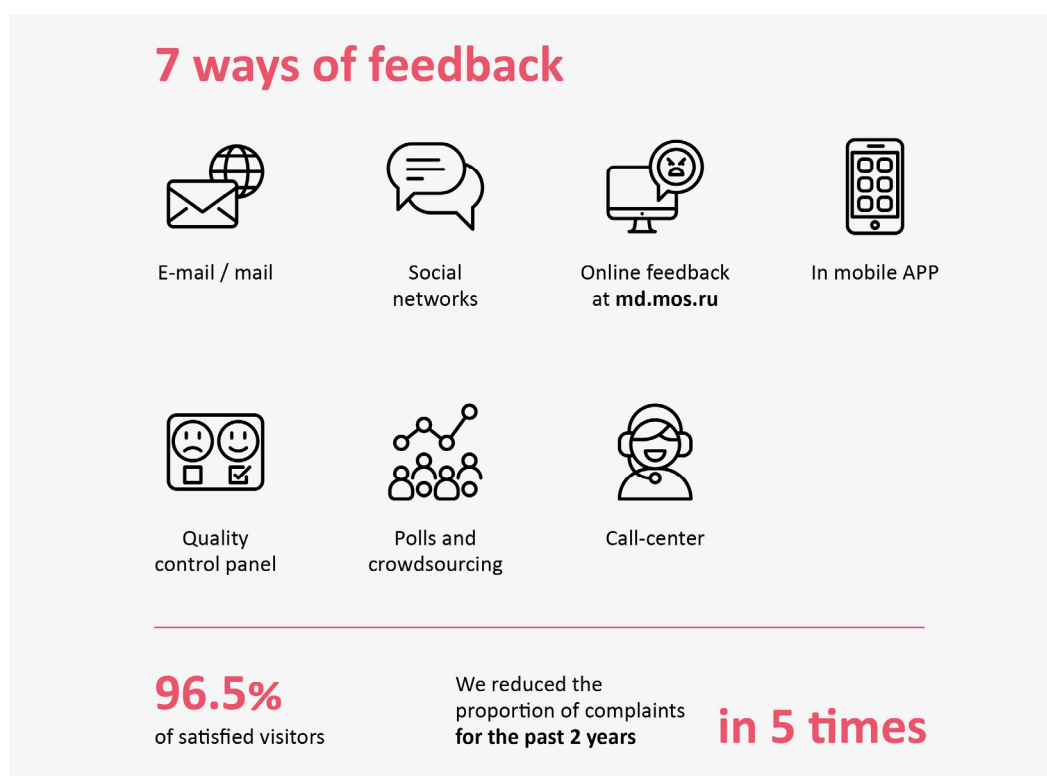 7 ways of feedback
E-mail / mail
Social
networks
Online feedback
at md.mos.ru
In mobile APP
Quality
control panel
Polls and
crowdsourcing
Call-center
96.5%
of satisfied visitors
We reduced the
proportion of complaints
for the past 2 years
in 5 times